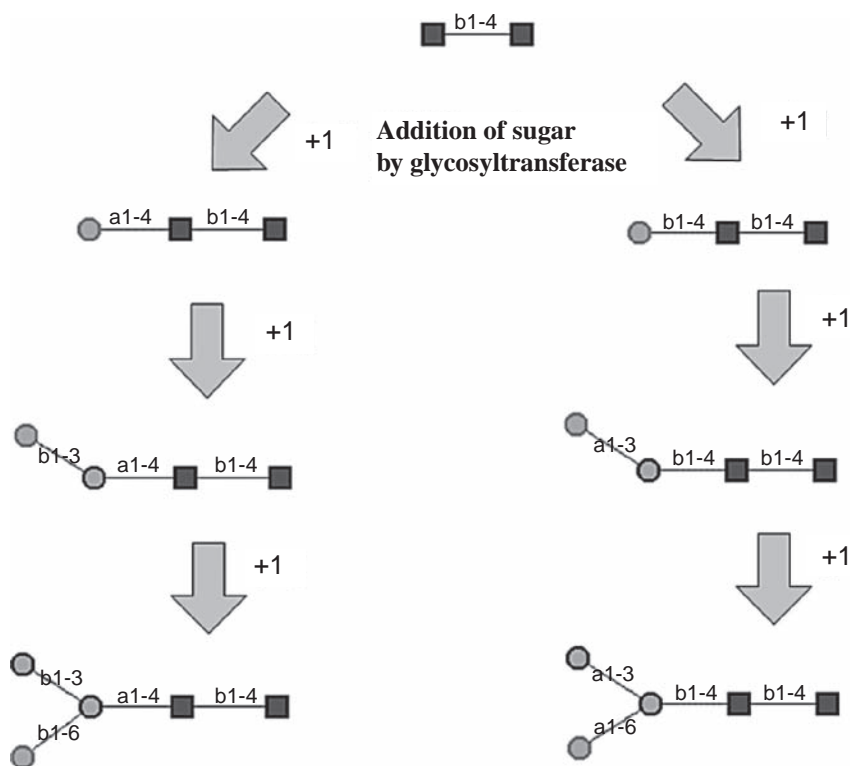 b1-4
+1
Addition of sugar
by glycosyltransferase
+1
a1-4 b1-4
b1-4 b1-4
+1
+1
b1-3
a1-4 b1-4
a1-3
b1-4 b1-4
+1
+1
b1-3
a1-4 b1-4
b1-6
a1-3
b1-4 b1-4
a1-6